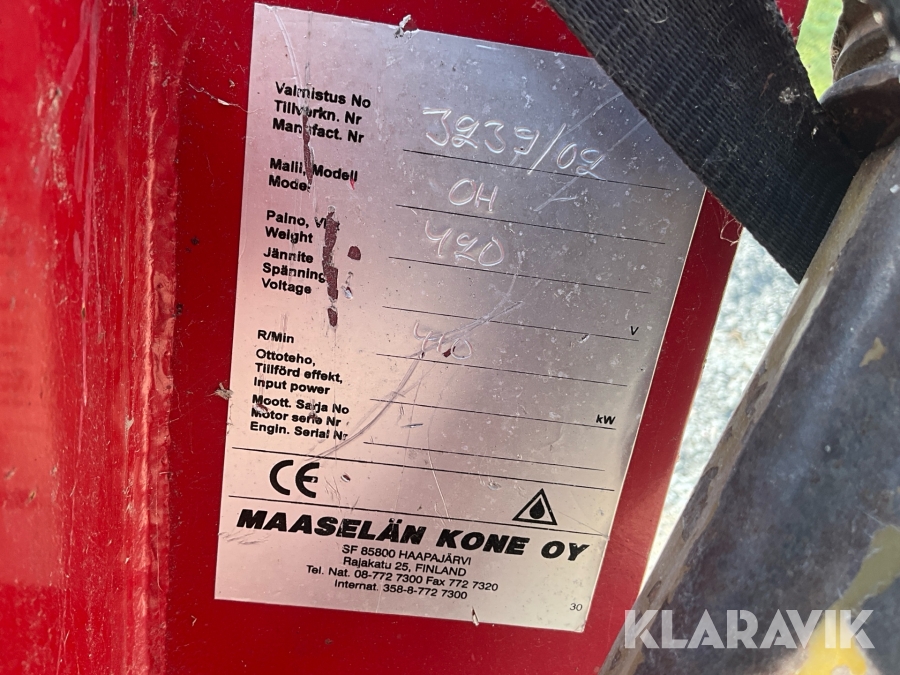 Valmistus No
Tillverkn. Nr
Manufact. Nr 3237/02
Malli, Modell
Model OH
Paino,
Weight 420
Jännite
Spänning
Voltage V
R/Min
Ottoteho,
Tillförd effekt,
Input power kW
Moott. Sarja No
Motor serie Nr
Engin. Serial Nr
CE
MAASELÄN KONE OY
SF 85800 HAAPAJÄRVI
Rajakatu 25, FINLAND
Tel. Nat. 08-772 7300 Fax 772 7320
Internat. 358-8-772 7300
30
KLARAVIK